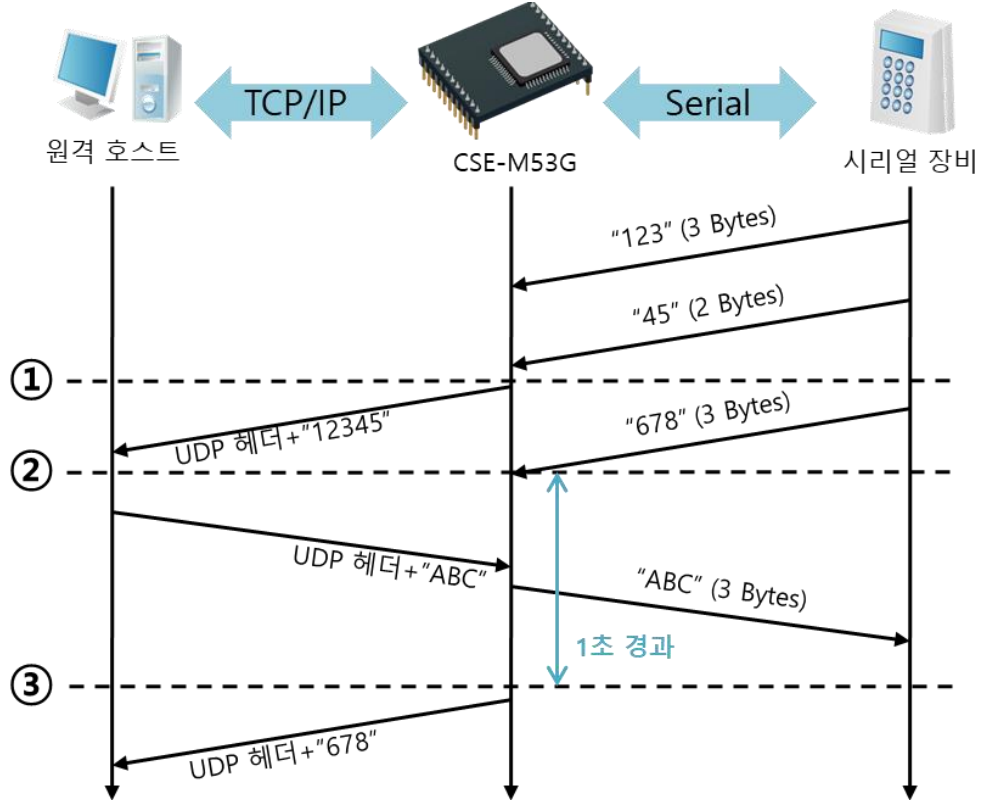 TCP/IP
Serial
원격 호스트
CSE-M53G
시리얼 장비
“123” (3 Bytes)
“45” (2 Bytes)
①
UDP 헤더+”12345”
“678” (3 Bytes)
②
UDP 헤더+”ABC”
“ABC” (3 Bytes)
1초 경과
③
UDP 헤더+”678”